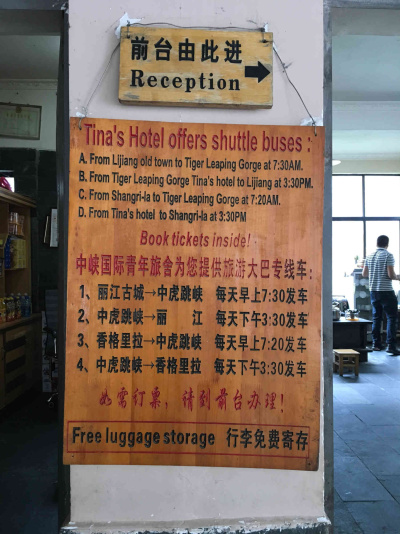 前台由此进
Reception
Tina's Hotel offers shuttle buses :
A. From Lijiang old town to Tiger Leaping Gorge at 7:30AM.
B. From Tiger Leaping Gorge Tina's hotel to Lijiang at 3:30PM.
C. From Shangri-la to Tiger Leaping Gorge at 7:20AM.
D. From Tina's hotel to Shangri-la at 3:30PM
Book tickets inside!
中峡国际青年旅舍为您提供旅游大巴专线车:
1、丽江古城→中虎跳峡 每天早上7:30发车
2、中虎跳峡→丽 江 每天下午3:30发车
3、香格里拉→中虎跳峡 每天早上7:20发车
4、中虎跳峡→香格里拉 每天下午3:30发车
如需订票，请到前台办理！
Free luggage storage 行李免费寄存